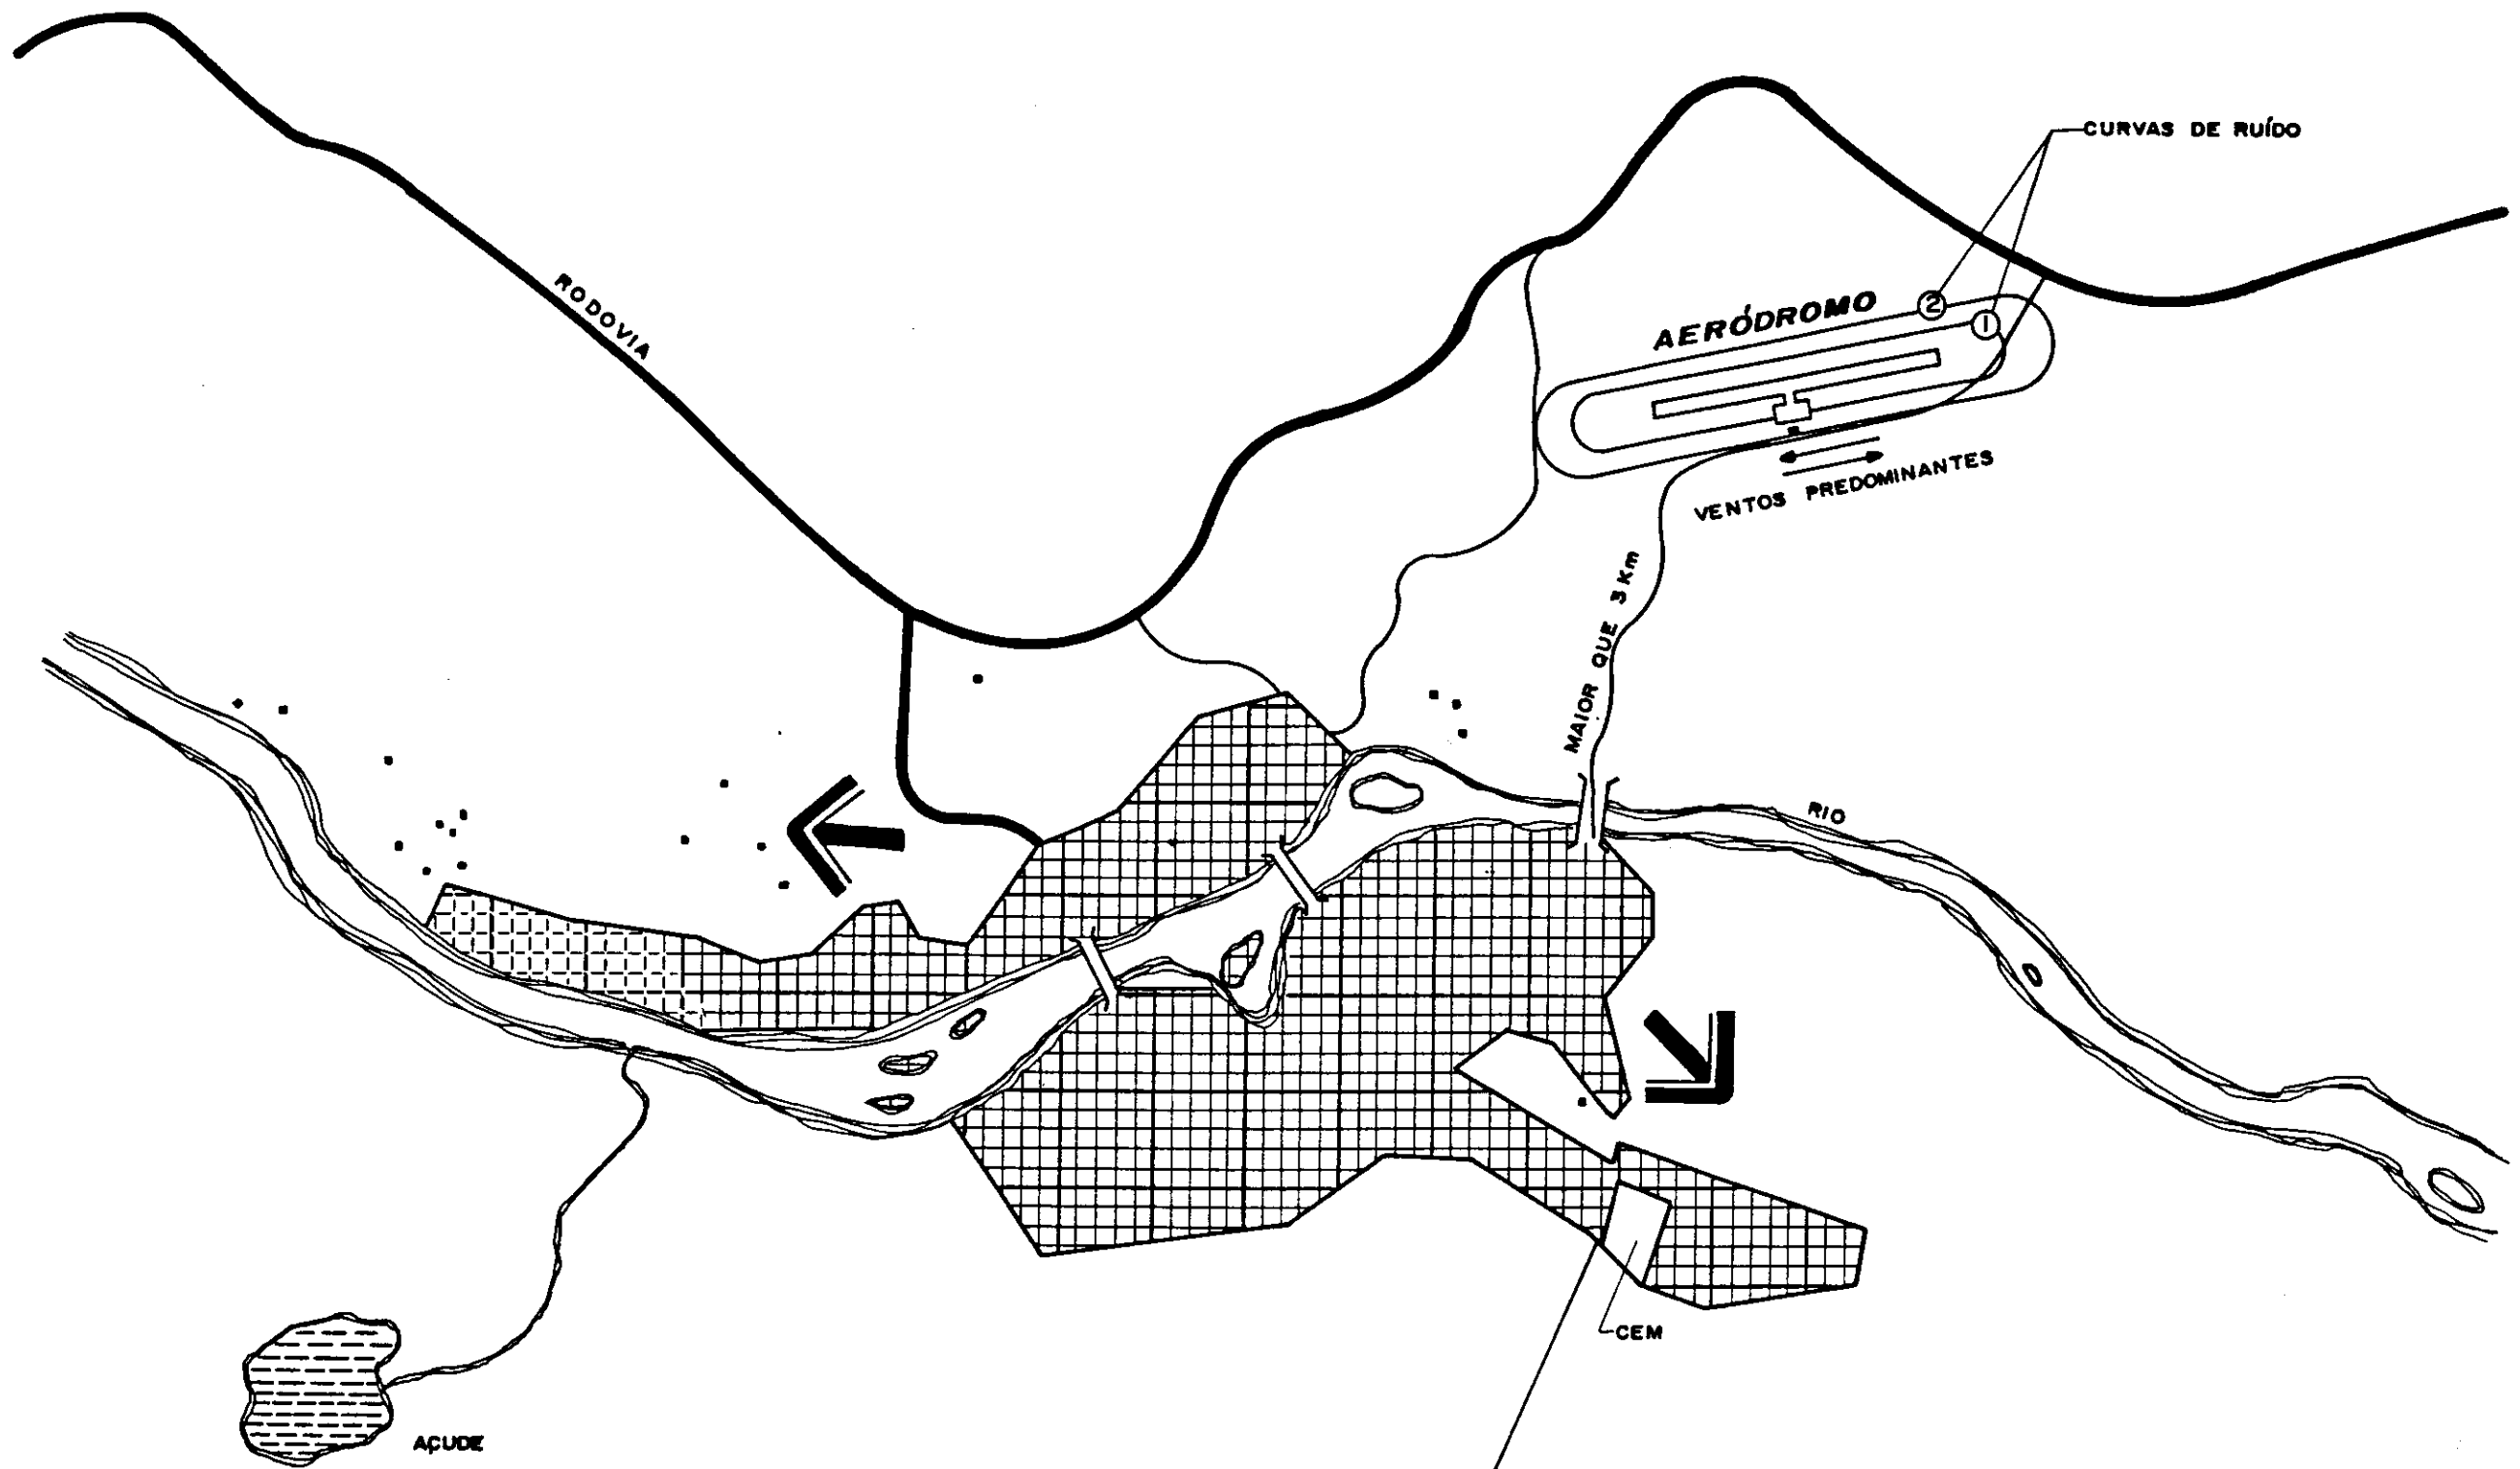 CURVAS DE RUÍDO
RODOVIA
AERÓDROMO
2
1
VENTOS PREDOMINANTES
MAIOR QUE 3 Km
RIO
CEM
AÇUDE